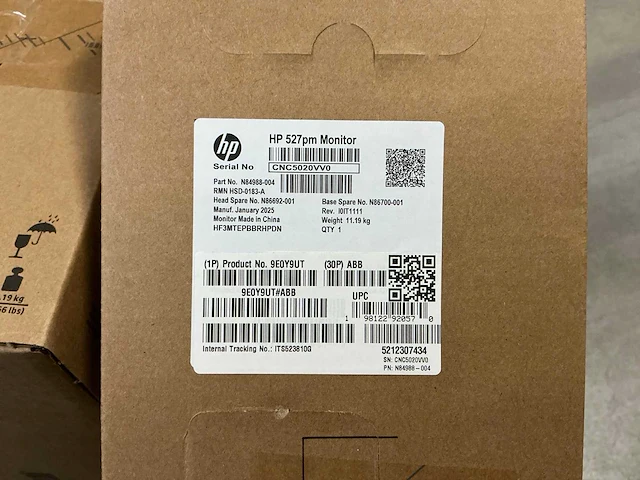 hp
HP 527pm Monitor
Serial No
CNC5020VV0
Part No. N84988-004
RMN HSD-0183-A
Head Spare No. N86692-001
Base Spare No. N86700-001
Manuf. January 2025
Rev. I0IT1111
Monitor Made in China
Weight 11.19 kg
HF3MTEPBBRHPDN
QTY 1
(1P) Product No. 9E0Y9UT
(30P) ABB
9E0Y9UT#ABB
UPC
1 98122 92057 0
Internal Tracking No.: ITS523810G
5212307434
SN: CNC5020VV0
PN: N84988-004
.19 kg
lbs)